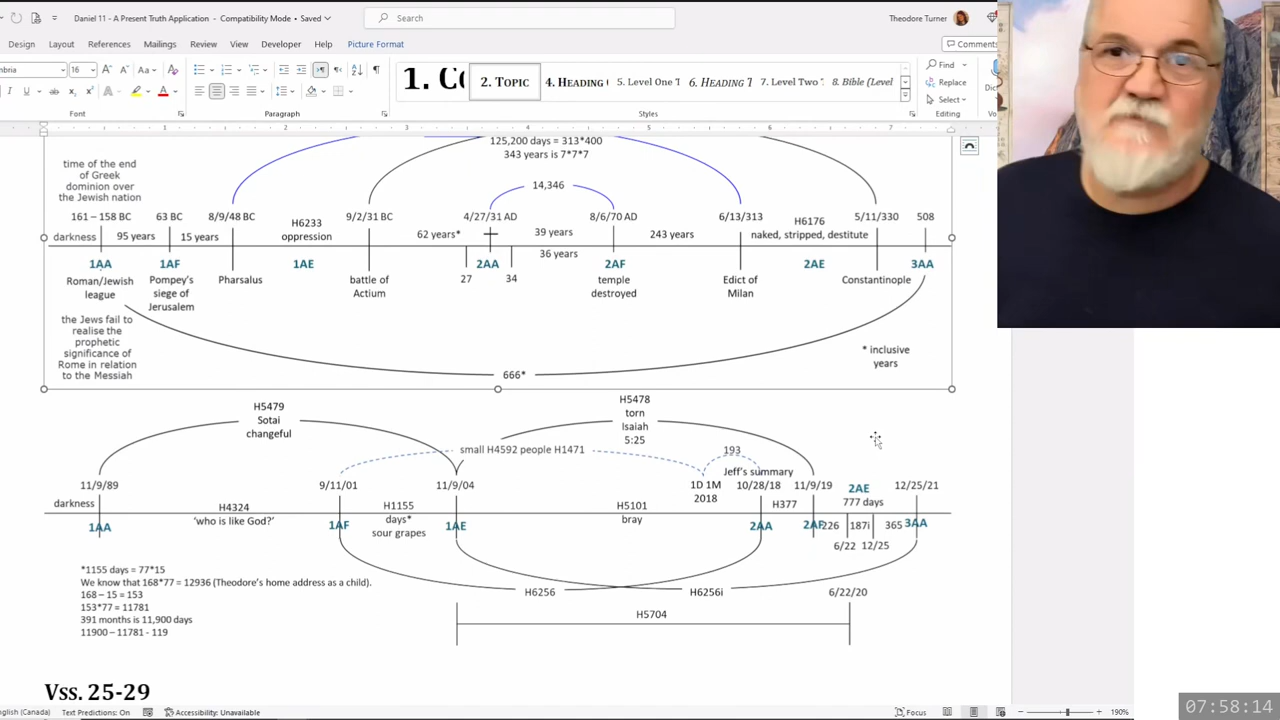 Daniel 11 - A Present Truth Application - Compatibility Mode • Saved
Search
Theodore Turner
Design Layout References Mailings Review View Developer Help Picture Format
Comments
16
Aa
2. Topic
4. Heading
5. Level One
6. Heading
7. Level Two
8. Bible (Level
Find
Replace
Select
Font
Paragraph
Styles
Editing
1 2 3 4 5 6 7
125,200 days = 313*400
343 years is 7*7*7
time of the end
of Greek
dominion over
the Jewish nation
14,346
161 – 158 BC
63 BC
8/9/48 BC
H6233
oppression
9/2/31 BC
4/27/31 AD
8/6/70 AD
6/13/313
H6176
naked, stripped, destitute
5/11/330
508
darkness
95 years
15 years
62 years*
39 years
243 years
36 years
1AA
Roman/Jewish
league
1AF
Pompey's
siege of
Jerusalem
Pharsalus
1AE
battle of
Actium
27
2AA
34
2AF
temple
destroyed
Edict of
Milan
2AE
Constantinople
3AA
the Jews fail to
realise the
prophetic
significance of
Rome in relation
to the Messiah
* inclusive
years
666*
H5479
Sotai
changeful
H5478
torn
Isaiah
5:25
small H4592 people H1471
193
Jeff's summary
11/9/89
9/11/01
11/9/04
1D 1M
2018
10/28/18
11/9/19
2AE
777 days
12/25/21
darkness
H4324
'who is like God?'
H1155
days*
sour grapes
H5101
bray
H377
1AA
1AF
1AE
2AA
2AF
226
187i
365
3AA
6/22
12/25
*1155 days = 77*15
We know that 168*77 = 12936 (Theodore's home address as a child).
168 – 15 = 153
153*77 = 11781
391 months is 11,900 days
11900 – 11781 - 119
H6256
H6256i
6/22/20
H5704
Vss. 25-29
English (Canada)
Text Predictions: On
Accessibility: Unavailable
Focus
190%
07:58:14